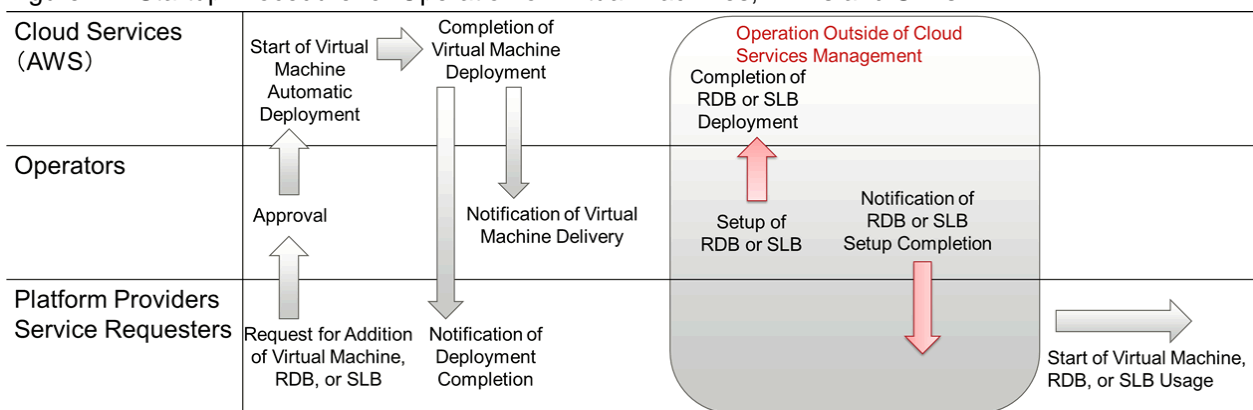 Cloud Services
（AWS）
Start of Virtual
Machine
Automatic
Deployment
Completion of
Virtual Machine
Deployment
Operation Outside of Cloud
Services Management
Completion of
RDB or SLB
Deployment
Operators
Approval
Notification of Virtual
Machine Delivery
Setup of
RDB or SLB
Notification of
RDB or SLB
Setup Completion
Platform Providers
Service Requesters
Request for Addition
of Virtual Machine,
RDB, or SLB
Notification of
Deployment
Completion
Start of Virtual Machine,
RDB, or SLB Usage